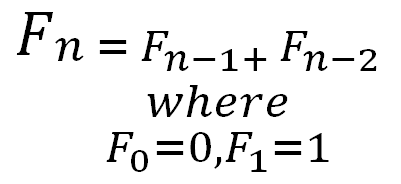 Fₙ = Fₙ₋₁₊ Fₙ₋₂
where
F₀=0,F₁=1